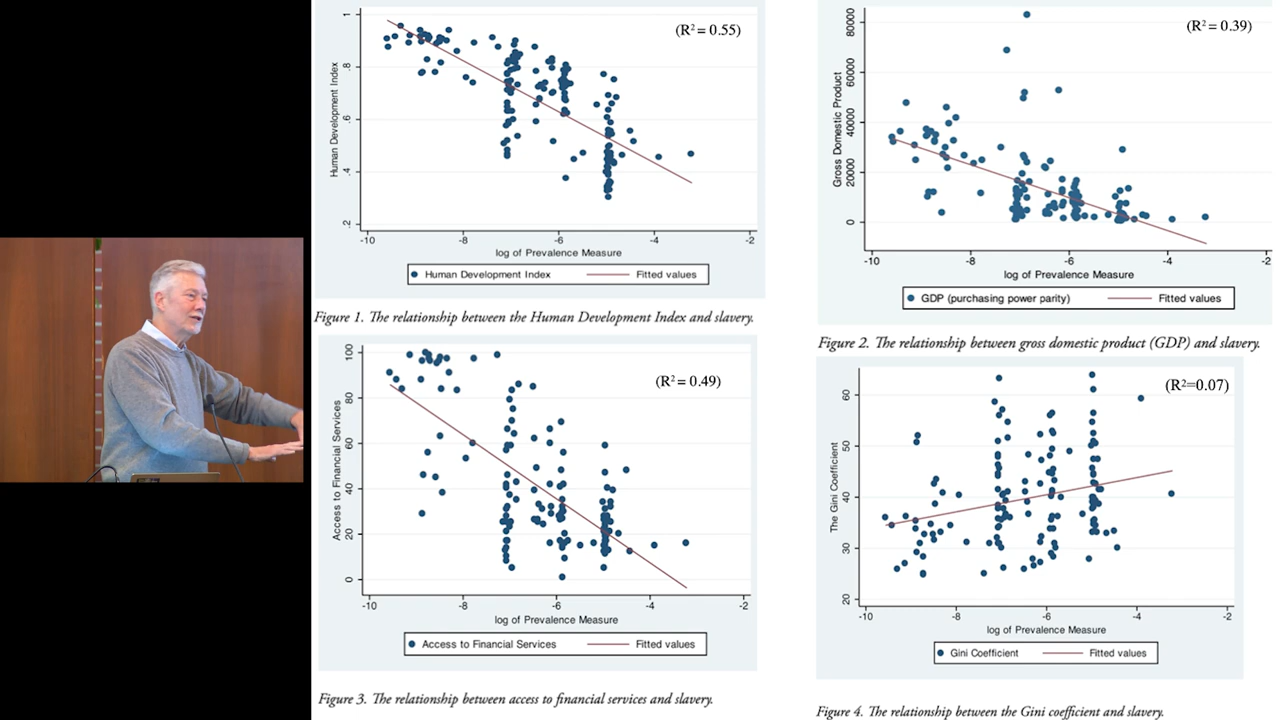 (R² = 0.55)
Human Development Index
1
.8
.6
.4
.2
-10 -8 -6 -4 -2
log of Prevalence Measure
Human Development Index Fitted values
Figure 1. The relationship between the Human Development Index and slavery.
(R² = 0.39)
Gross Domestic Product
80000
60000
40000
20000
0
-10 -8 -6 -4 -2
log of Prevalence Measure
GDP (purchasing power parity) Fitted values
Figure 2. The relationship between gross domestic product (GDP) and slavery.
(R² = 0.49)
Access to Financial Services
100
80
60
40
20
0
-10 -8 -6 -4 -2
log of Prevalence Measure
Access to Financial Services Fitted values
Figure 3. The relationship between access to financial services and slavery.
(R²=0.07)
The Gini Coefficient
60
50
40
30
20
-10 -8 -6 -4 -2
log of Prevalence Measure
Gini Coefficient Fitted values
Figure 4. The relationship between the Gini coefficient and slavery.